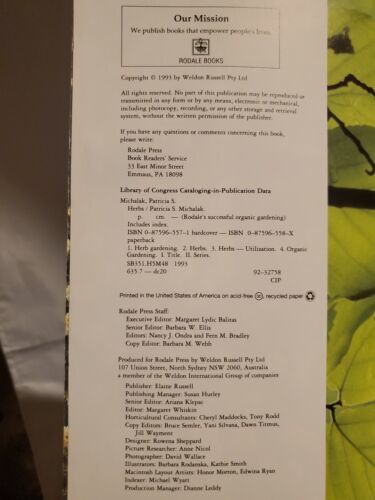 Our Mission
We publish books that empower people's lives.
RODALE BOOKS
Copyright © 1993 by Weldon Russell Pty Ltd
All rights reserved. No part of this publication may be reproduced or
transmitted in any form or by any means, electronic or mechanical,
including photocopy, recording, or any other storage and retrieval
system, without the written permission of the publisher.
If you have any questions or comments concerning this book,
please write:
Rodale Press
Book Readers' Service
33 East Minor Street
Emmaus, PA 18098
Library of Congress Cataloging-in-Publication Data
Michalak, Patricia S.
Herbs / Patricia S. Michalak.
p. cm. — (Rodale's successful organic gardening)
Includes index.
ISBN 0-87596-557-1 hardcover — ISBN 0-87596-558-X
paperback
1. Herb gardening. 2. Herbs. 3. Herbs — Utilization. 4. Organic
Gardening. I. Title. II. Series.
SB351.H5M48 1993
635.7 — dc20 92-32758
CIP
Printed in the United States of America on acid-free ∞, recycled paper
Rodale Press Staff:
Executive Editor: Margaret Lydic Balitas
Senior Editor: Barbara W. Ellis
Editors: Nancy J. Ondra and Fern M. Bradley
Copy Editor: Barbara M. Webb
Produced for Rodale Press by Weldon Russell Pty Ltd
107 Union Street, North Sydney NSW 2060, Australia
a member of the Weldon International Group of companies
Publisher: Elaine Russell
Publishing Manager: Susan Hurley
Senior Editor: Ariana Klepac
Editor: Margaret Whiskin
Horticultural Consultants: Cheryl Maddocks, Tony Rodd
Copy Editors: Bruce Semler, Yani Silvana, Dawn Titmus,
Jill Wayment
Designer: Rowena Sheppard
Picture Researcher: Anne Nicol
Photographer: David Wallace
Illustrators: Barbara Rodanska, Kathie Smith
Macintosh Layout Artists: Honor Morton, Edwina Ryan
Indexer: Michael Wyatt
Production Manager: Dianne Leddy